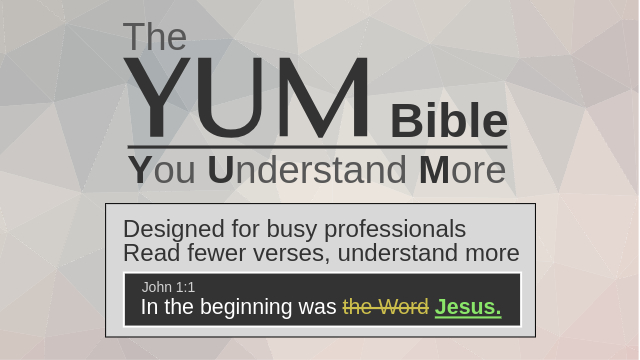 The
YUM Bible
You Understand More
Designed for busy professionals
Read fewer verses, understand more
John 1:1
In the beginning was the Word Jesus.